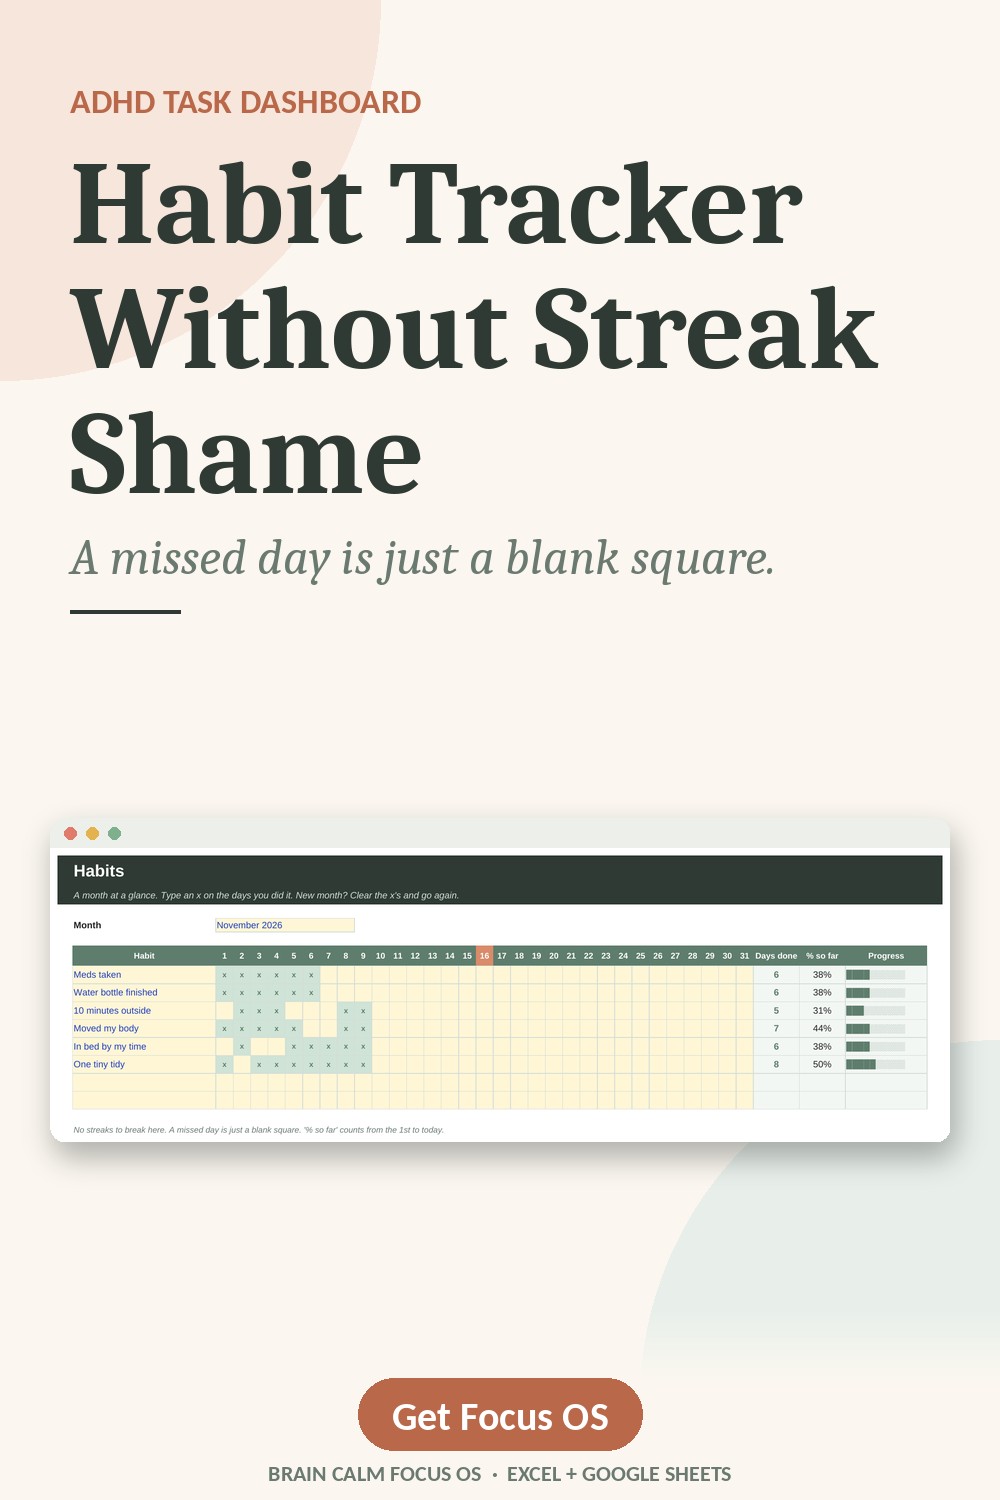 ADHD TASK DASHBOARD
Habit Tracker
Without Streak
Shame
A missed day is just a blank square.
Habits
A month at a glance. Type an x on the days you did it. New month? Clear the x's and go again.
Month November 2026
Habit 1 2 3 4 5 6 7 8 9 10 11 12 13 14 15 16 17 18 19 20 21 22 23 24 25 26 27 28 29 30 31 Days done % so far Progress
Meds taken x x x x x x 6 38%
Water bottle finished x x x x x x 6 38%
10 minutes outside x x x x x 5 31%
Moved my body x x x x x x x 7 44%
In bed by my time x x x x x x 6 38%
One tiny tidy x x x x x x x x 8 50%
No streaks to break here. A missed day is just a blank square. '% so far' counts from the 1st to today.
Get Focus OS
BRAIN CALM FOCUS OS · EXCEL + GOOGLE SHEETS